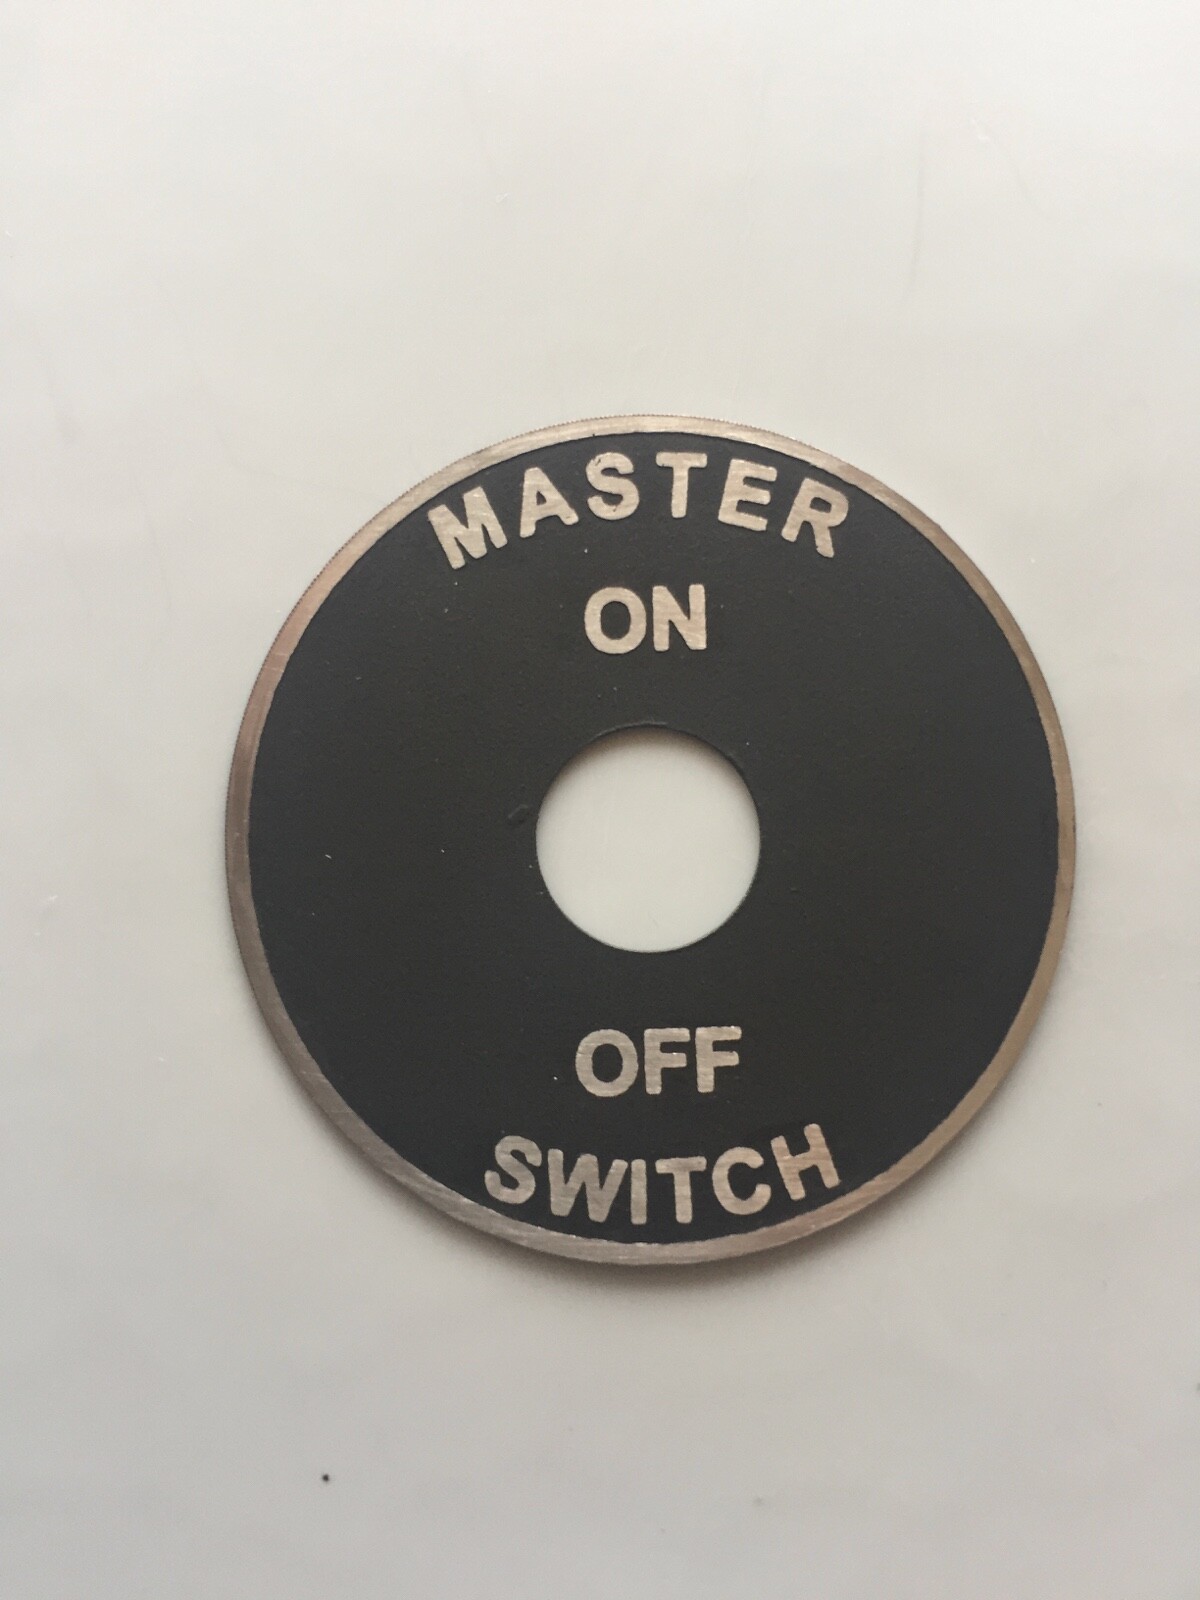 MASTER
ON
OFF
SWITCH